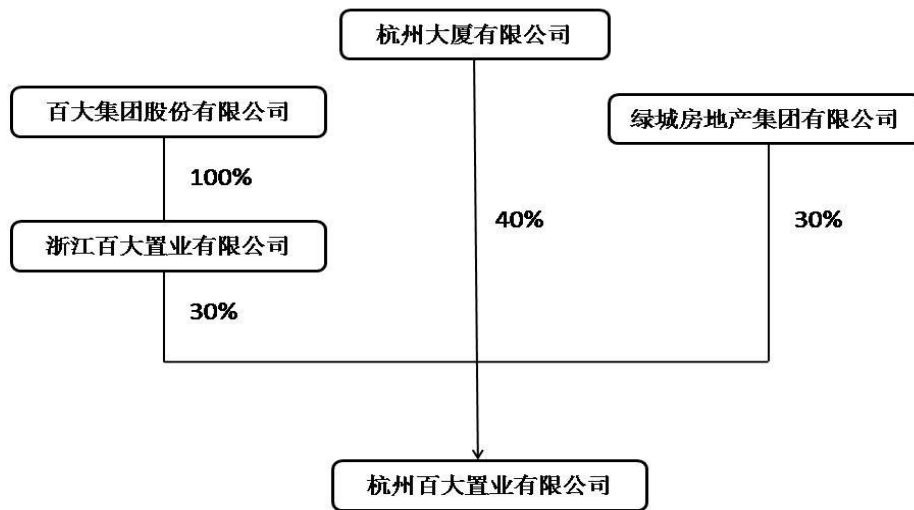 杭州大厦有限公司
百大集团股份有限公司
绿城房地产集团有限公司
100%
40%
30%
浙江百大置业有限公司
30%
杭州百大置业有限公司